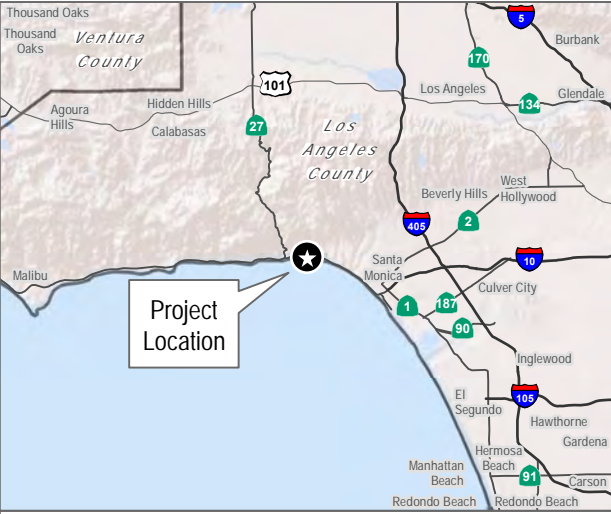 Thousand Oaks
Thousand
Oaks
Ventura
County
5
Burbank
170
101
Los Angeles
134
Glendale
Agoura
Hills
Hidden Hills
Calabasas
27
Los
Angeles
County
West
Hollywood
Beverly Hills
405
2
Santa
Monica
10
Malibu
Culver City
Project
Location
1
187
90
Inglewood
El
Segundo
105
Hawthorne
Gardena
Hermosa
Beach
Manhattan
Beach
91
Carson
Redondo Beach
Redondo Beach